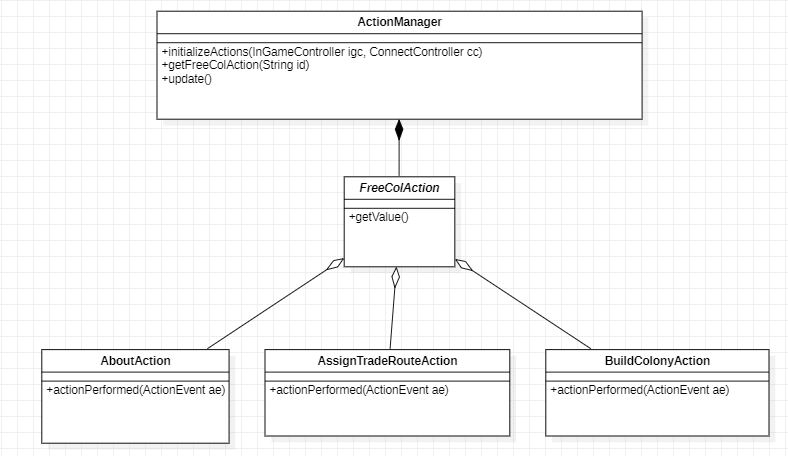 ActionManager
+initializeActions(InGameController igc, ConnectController cc)
+getFreeColAction(String id)
+update()
FreeColAction
+getValue()
AboutAction
+actionPerformed(ActionEvent ae)
AssignTradeRouteAction
+actionPerformed(ActionEvent ae)
BuildColonyAction
+actionPerformed(ActionEvent ae)